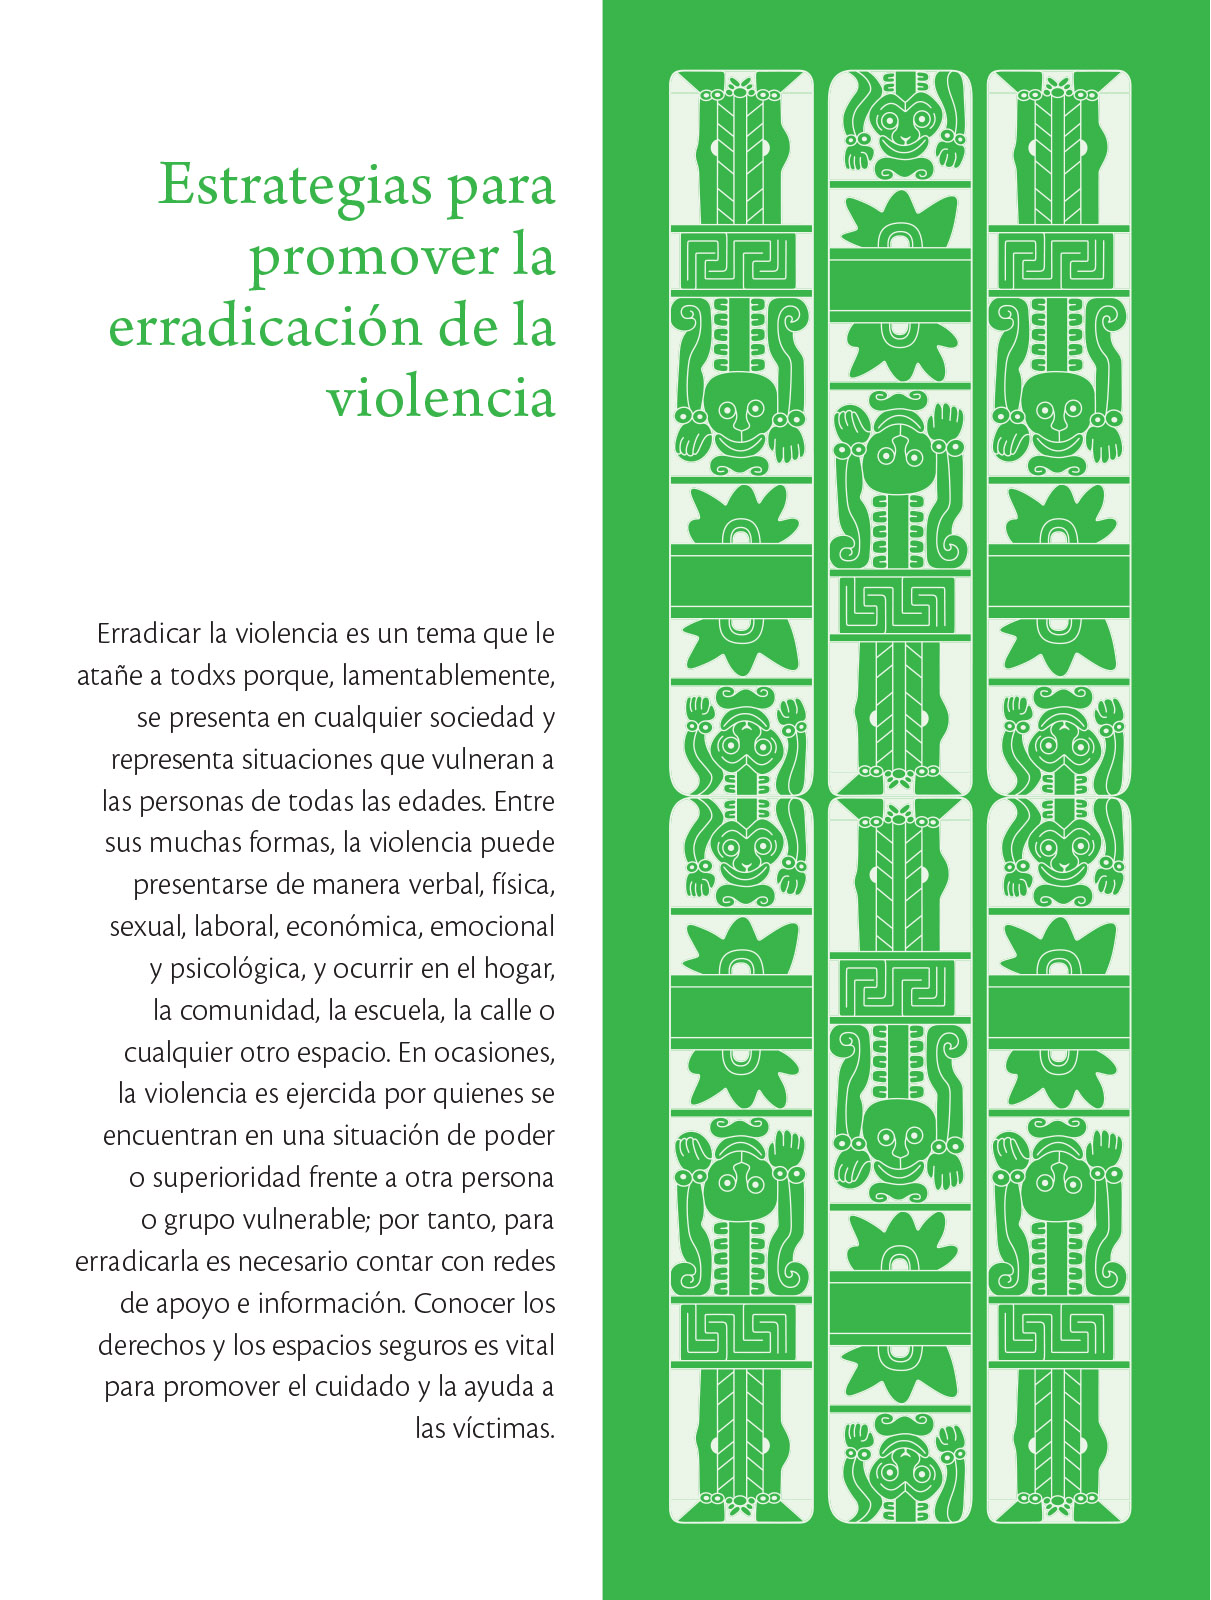 Estrategias para
promover la
erradicación de la
violencia
Erradicar la violencia es un tema que le
atañe a todxs porque, lamentablemente,
se presenta en cualquier sociedad y
representa situaciones que vulneran a
las personas de todas las edades. Entre
sus muchas formas, la violencia puede
presentarse de manera verbal, física,
sexual, laboral, económica, emocional
y psicológica, y ocurrir en el hogar,
la comunidad, la escuela, la calle o
cualquier otro espacio. En ocasiones,
la violencia es ejercida por quienes se
encuentran en una situación de poder
o superioridad frente a otra persona
o grupo vulnerable; por tanto, para
erradicarla es necesario contar con redes
de apoyo e información. Conocer los
derechos y los espacios seguros es vital
para promover el cuidado y la ayuda a
las víctimas.